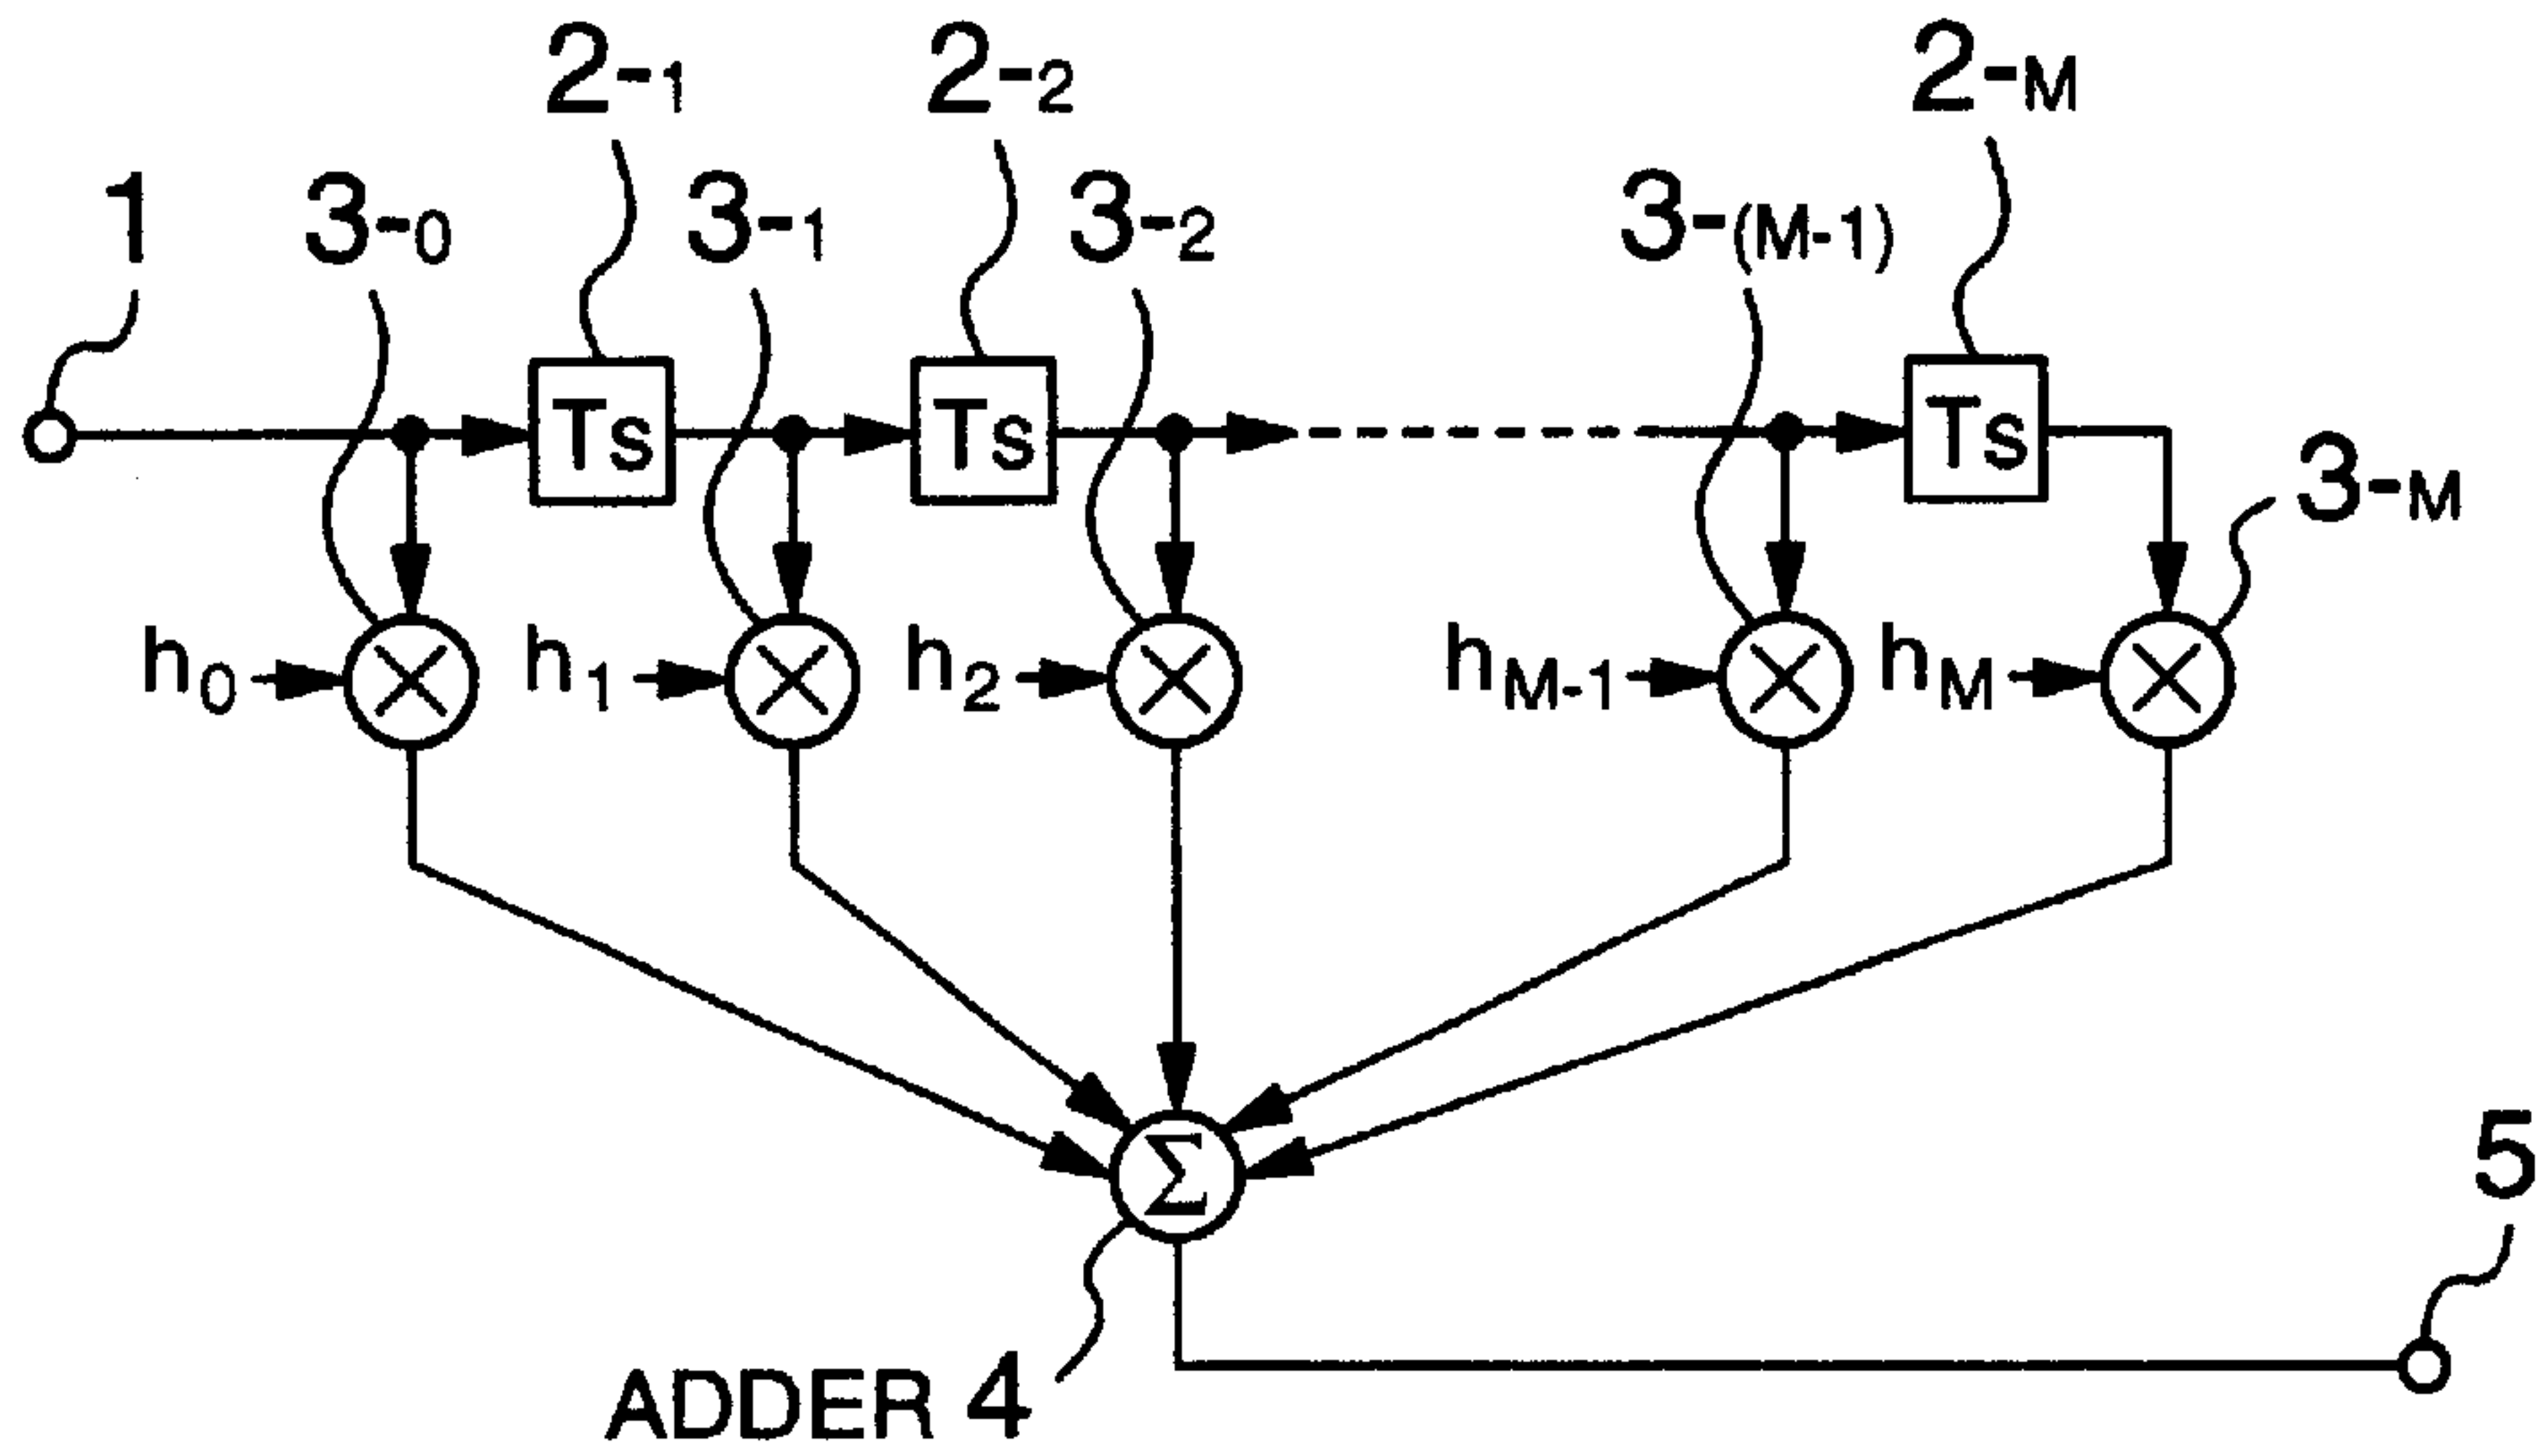 2-1 2-2 2-M
1 3-0 3-1 3-2 3-(M-1)
Ts Ts Ts 3-M
h0 h1 h2 hM-1 hM
Σ 5
ADDER 4